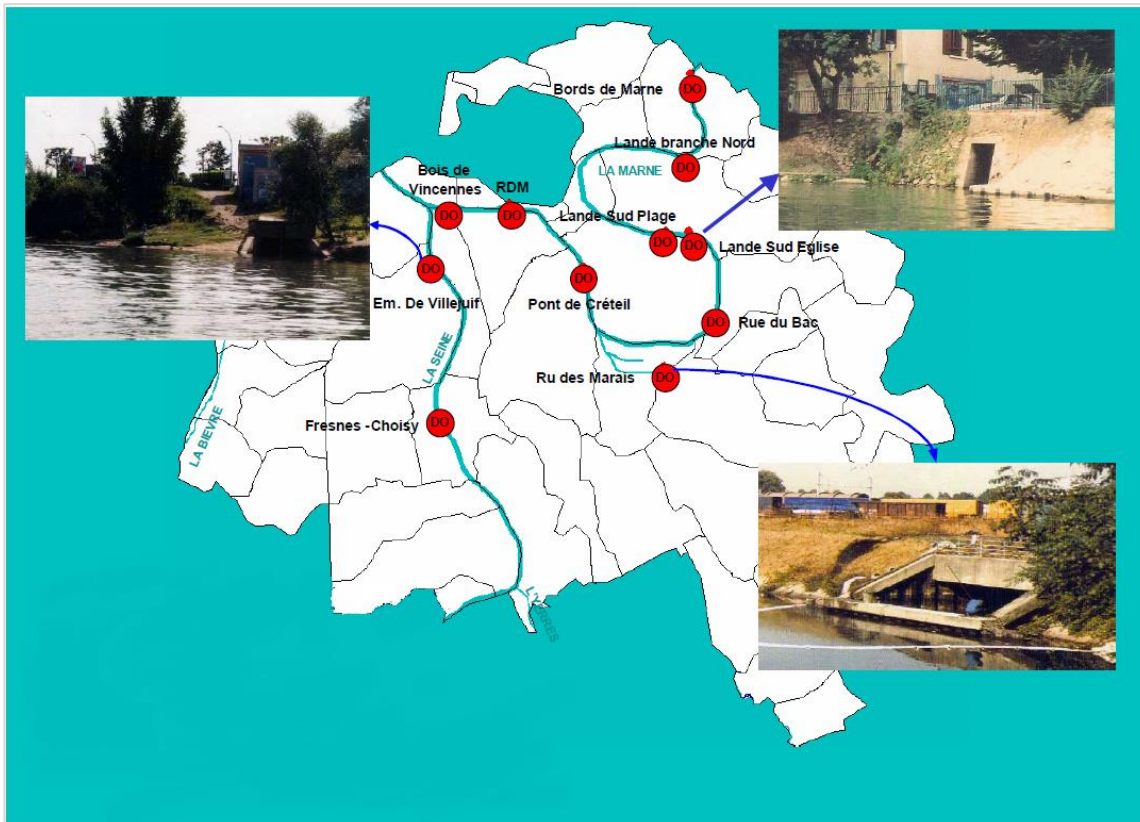 DO
Bords de Marne
Lande branche Nord
DO
LA MARNE
Bois de
Vincennes
RDM
DO
DO
Lande Sud Plage
DO
DO
Lande Sud Eglise
DO
DO
Em. De Villejuif
Pont de Créteil
DO
Rue du Bac
LA SEINE
Ru des Marais
DO
LA BIEVRE
Fresnes -Choisy
DO
L'YERRES